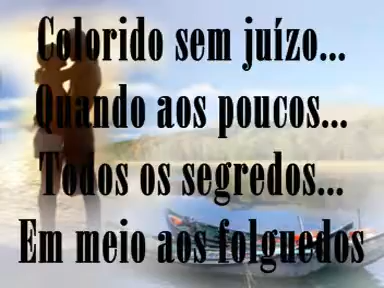 Colorido sem juízo...
Quando aos poucos...
Todos os segredos...
Em meio aos folguedos